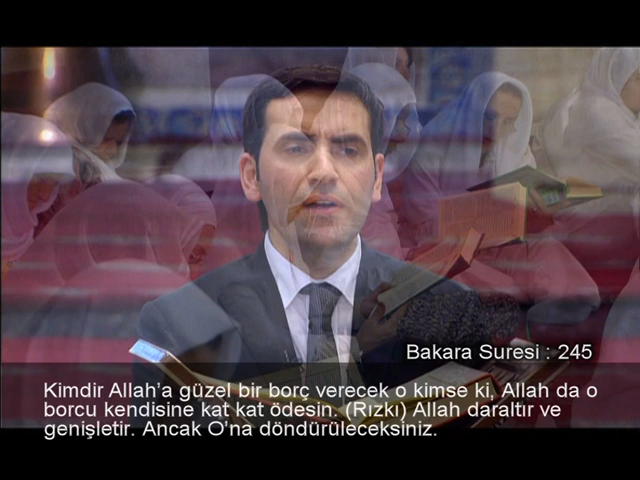 Bakara Suresi : 245
Kimdir Allah'a güzel bir borç verecek o kimse ki, Allah da o
borcu kendisine kat kat ödesin. (Rızkı) Allah daraltır ve
genişletir. Ancak O'na döndürüleceksiniz.